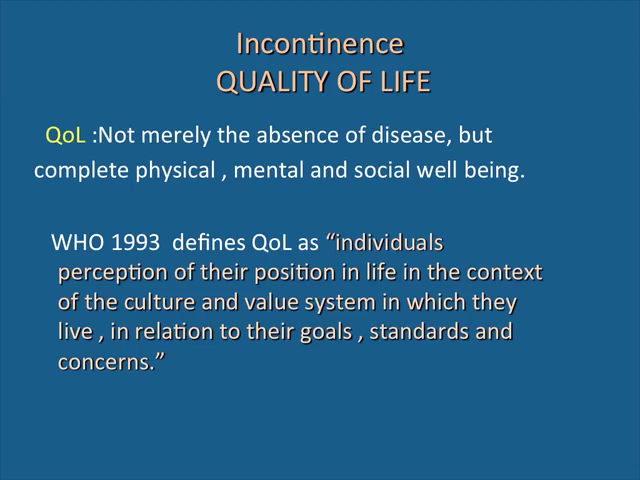 Incontinence
QUALITY OF LIFE
QoL :Not merely the absence of disease, but
complete physical , mental and social well being.
WHO 1993  defines QoL as “individuals
perception of their position in life in the context
of the culture and value system in which they
live , in relation to their goals , standards and
concerns.”